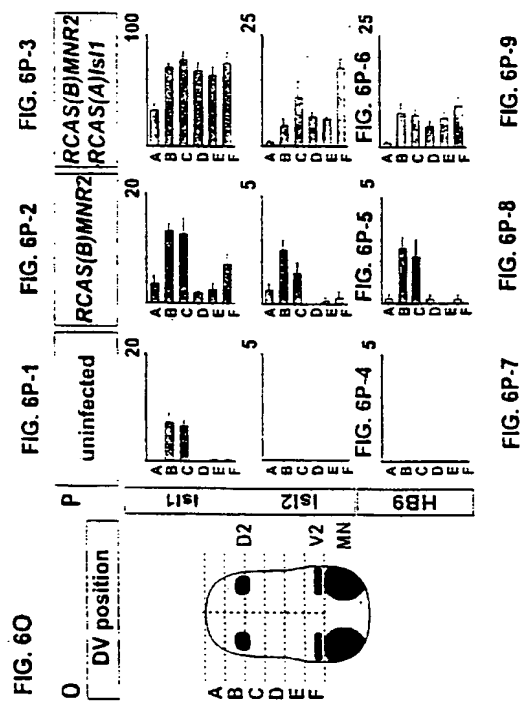 FIG. 6O
O
DV position
A
B
C
D
E
F
D2
V2
MN
P
FIG. 6P-1
FIG. 6P-2
FIG. 6P-3
uninfected
RCAS(B)MNR2
RCAS(B)MNR2
RCAS(A)Isl1
Isl1
20
A
B
C
D
E
F
20
A
B
C
D
E
F
100
A
B
C
D
E
F
Isl2
5
A
B
C
D
E
F
FIG. 6P-4
5
A
B
C
D
E
F
FIG. 6P-5
25
A
B
C
D
E
F
FIG. 6P-6
HB9
5
A
B
C
D
E
F
FIG. 6P-7
5
A
B
C
D
E
F
FIG. 6P-8
25
A
B
C
D
E
F
FIG. 6P-9